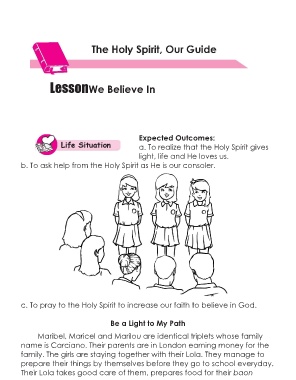 The Holy Spirit, Our Guide
LessonWe Believe In
Life Situation
Expected Outcomes:
a. To realize that the Holy Spirit gives
light, life and He loves us.
b. To ask help from the Holy Spirit as He is our consoler.
c. To pray to the Holy Spirit to increase our faith to believe in God.
Be a Light to My Path
Maribel, Maricel and Marilou are identical triplets whose family
name is Carciano. Their parents are in London earning money for the
family. The girls are staying together with their Lola. They manage to
prepare their things by themselves before they go to school everyday.
Their Lola takes good care of them, prepares food for their baon